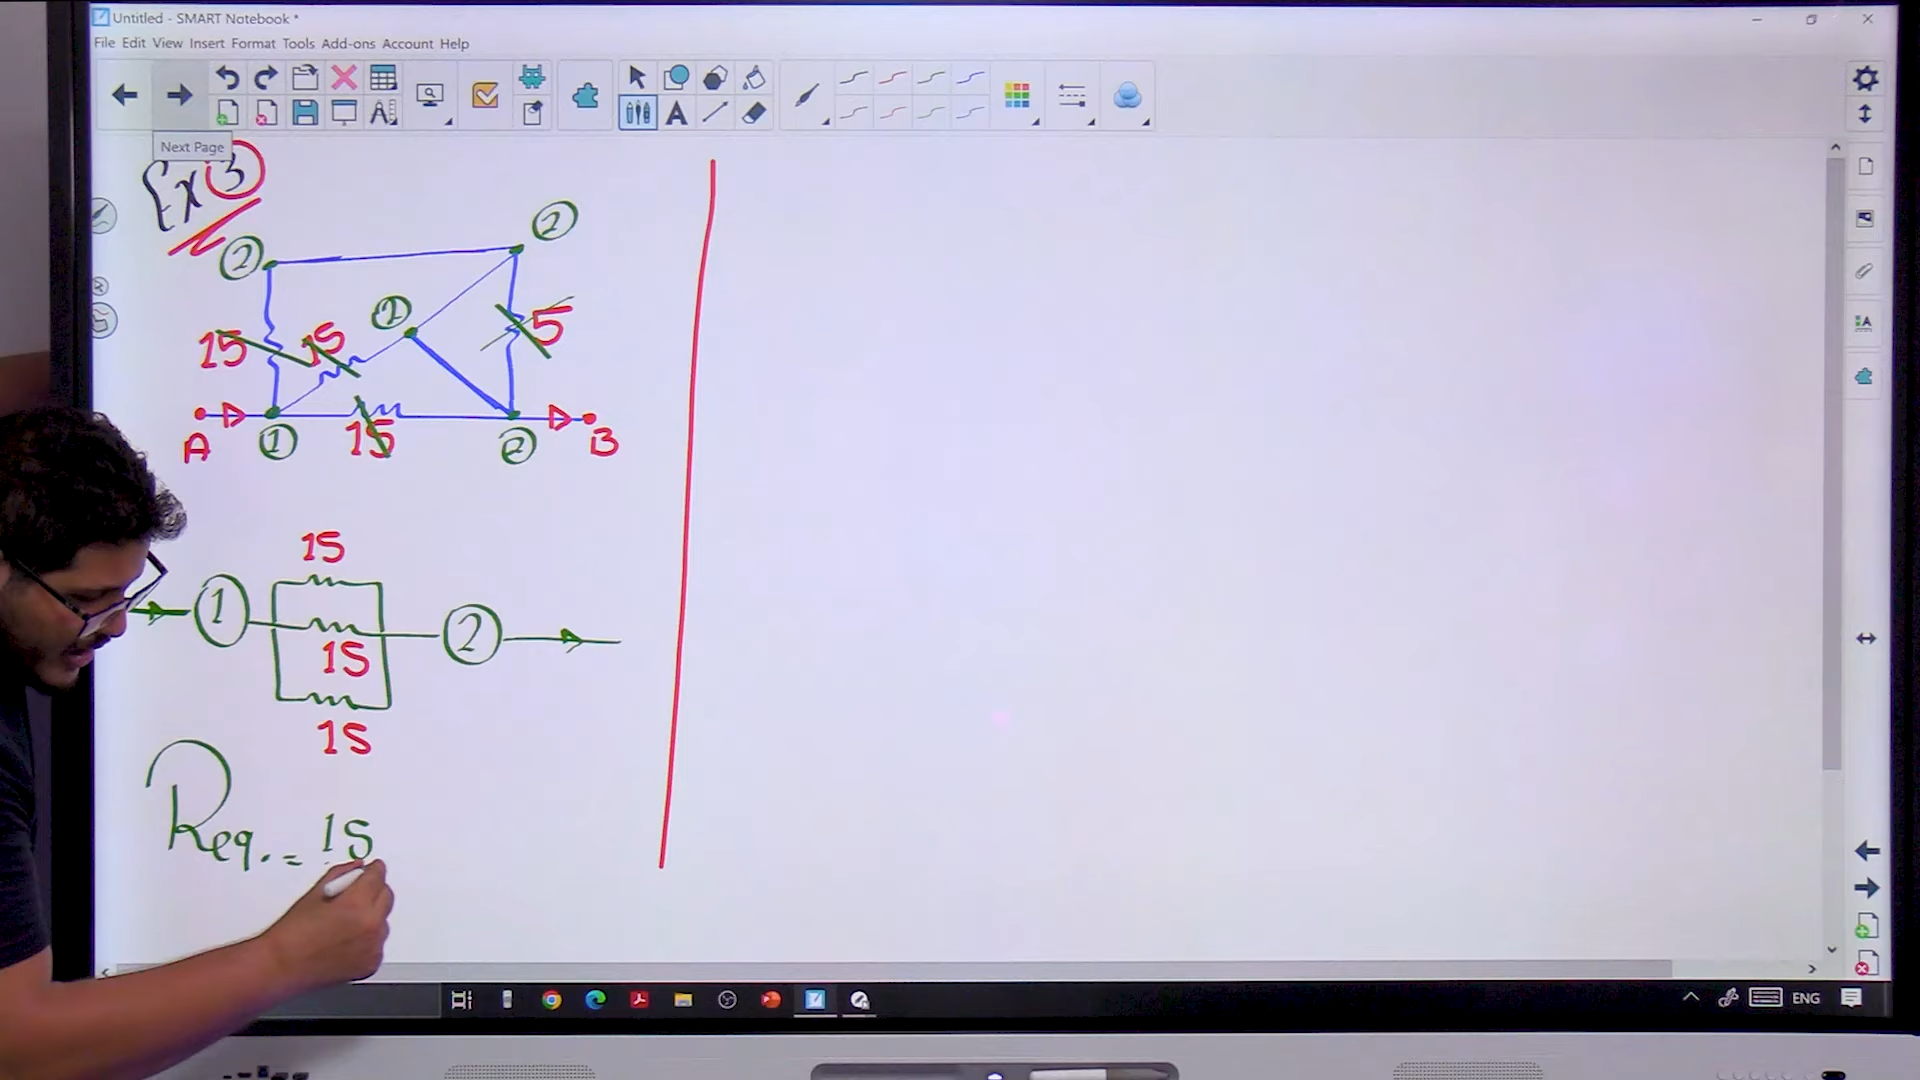 Untitled - SMART Notebook *
File Edit View Insert Format Tools Add-ons Account Help
Next Page
Ex 3
2
2
2
15
15
5
A
1
15
2
B
15
1
2
15
15
Req. = 15
ENG